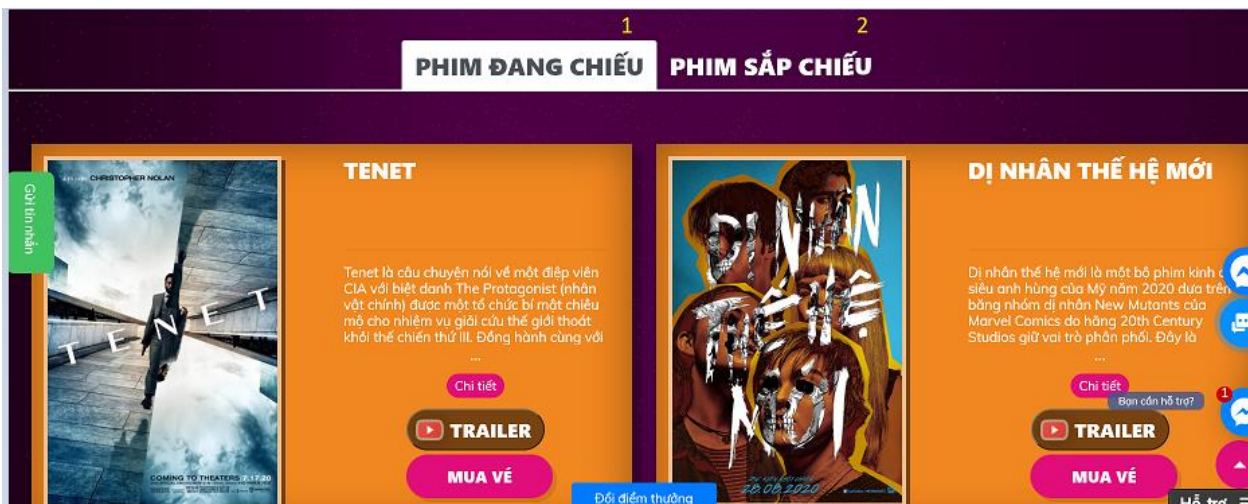 1
2
PHIM ĐANG CHIẾU
PHIM SẮP CHIẾU
CHRISTOPHER NOLAN
TENET
COMING TO THEATERS 7.17.20
Gửi tin nhắn
TENET
Tenet là câu chuyện nói về một điệp viên
CIA với biệt danh The Protagonist (nhân
vật chính) được một tổ chức bí mật chiêu
mộ cho nhiệm vụ giải cứu thế giới thoát
khỏi thế chiến thứ III. Đồng hành cùng với
...
Chi tiết
TRAILER
MUA VÉ
DỊ NHÂN
THẾ HỆ
MỚI
28.08.2020
DỊ NHÂN THẾ HỆ MỚI
Dị nhân thế hệ mới là một bộ phim kinh
siêu anh hùng của Mỹ năm 2020 dựa trên
băng nhóm dị nhân New Mutants của
Marvel Comics do hãng 20th Century
Studios giữ vai trò phân phối. Đây là
...
Chi tiết
Bạn cần hỗ trợ?
1
TRAILER
MUA VÉ
Đổi điểm thưởng
Hỗ trợ